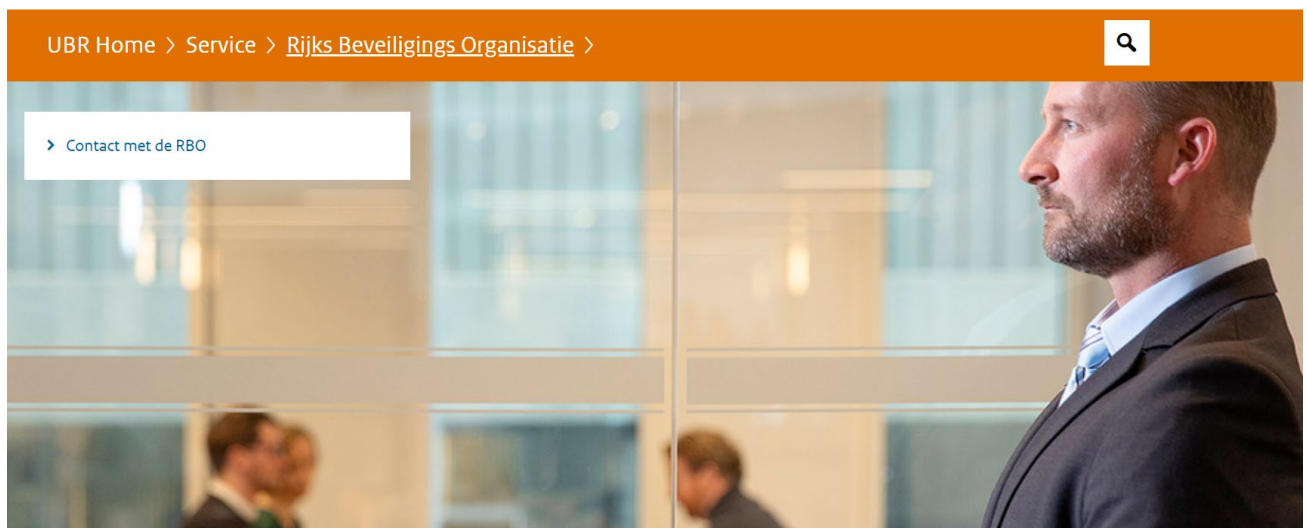 UBR Home > Service > Rijks Beveiligings Organisatie >
Contact met de RBO